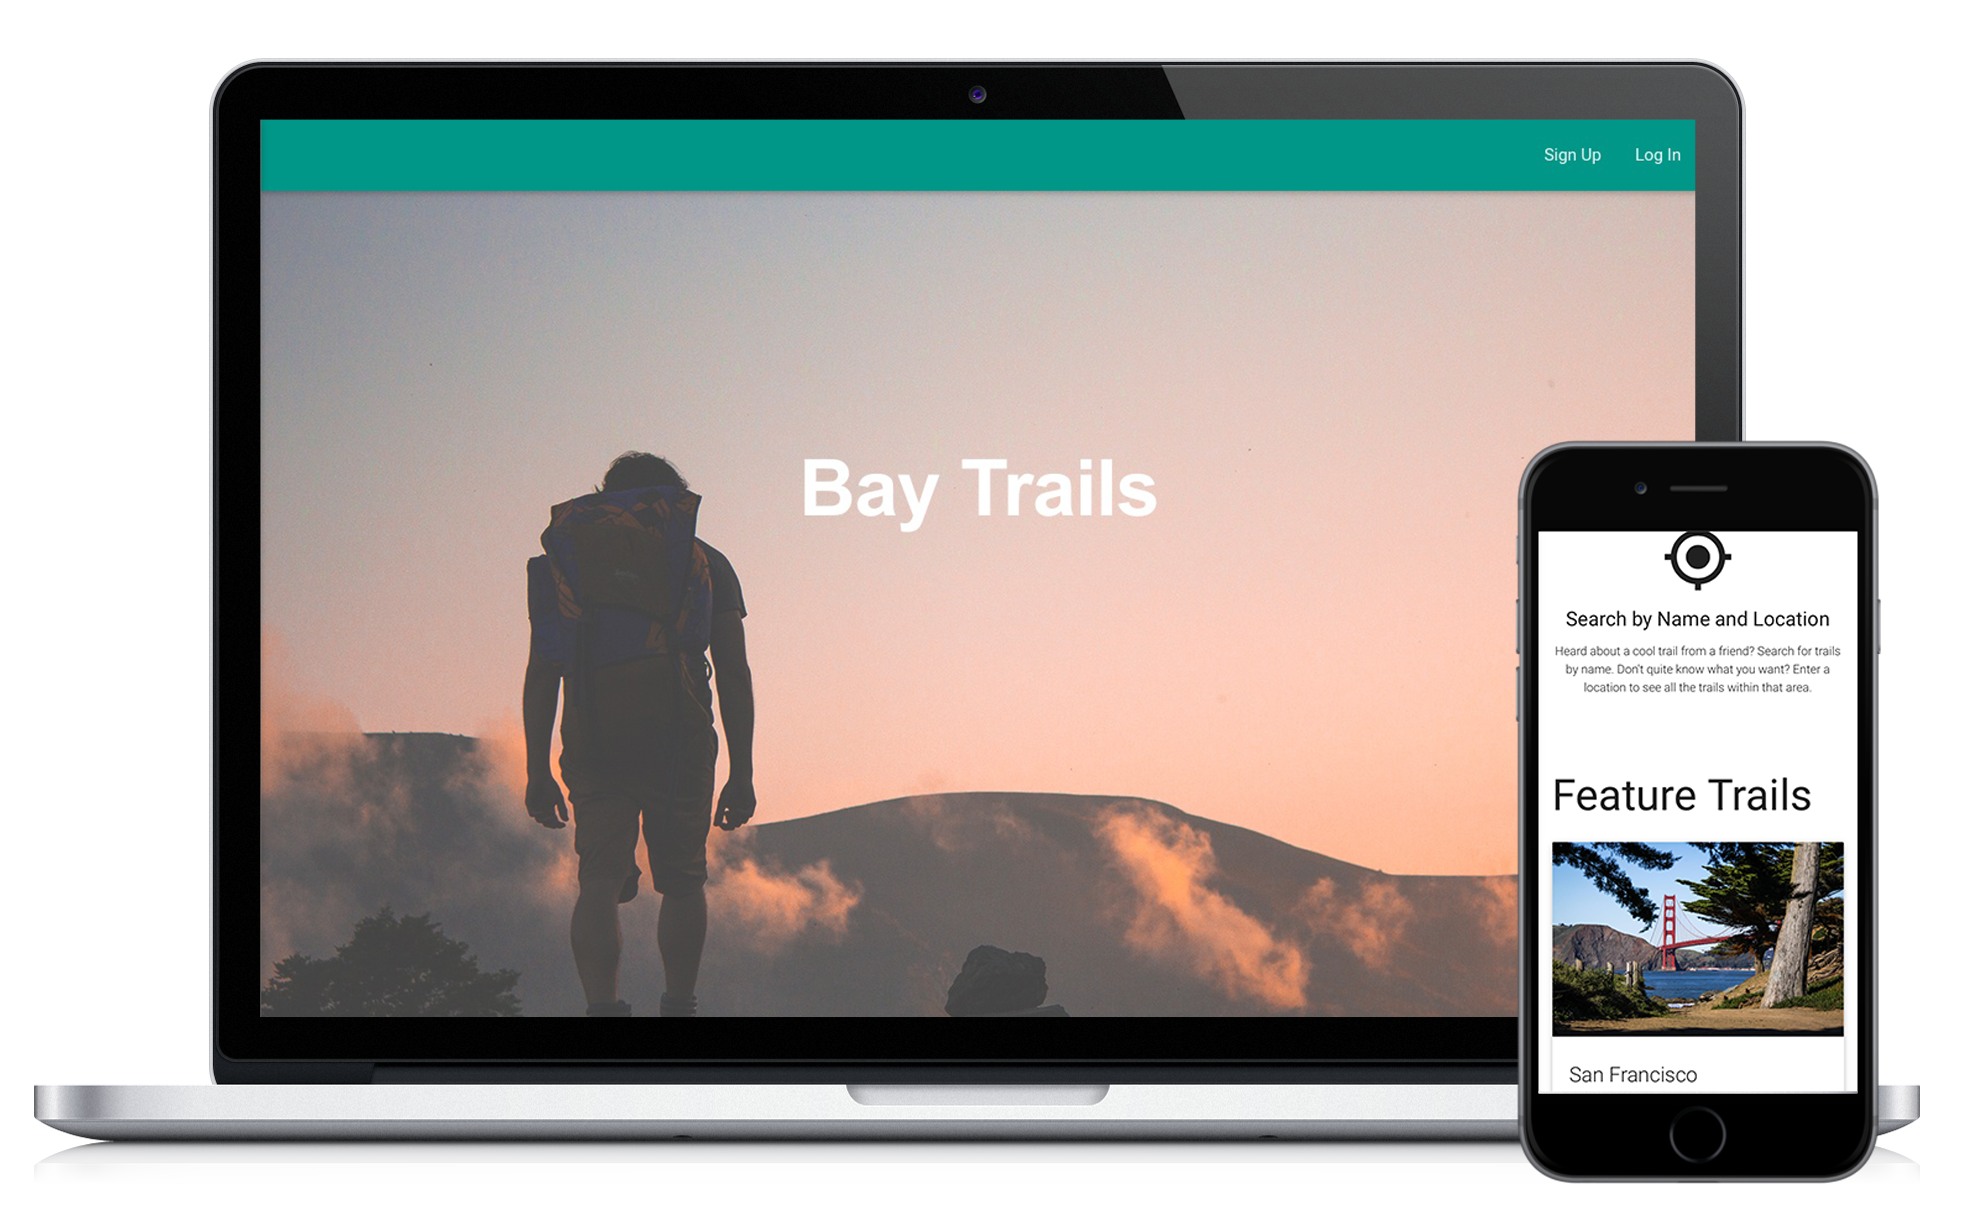 Sign Up Log In
Bay Trails
Search by Name and Location
Heard about a cool trail from a friend? Search for trails
by name. Don't quite know what you want? Enter a
location to see all the trails within that area.
Feature Trails
San Francisco